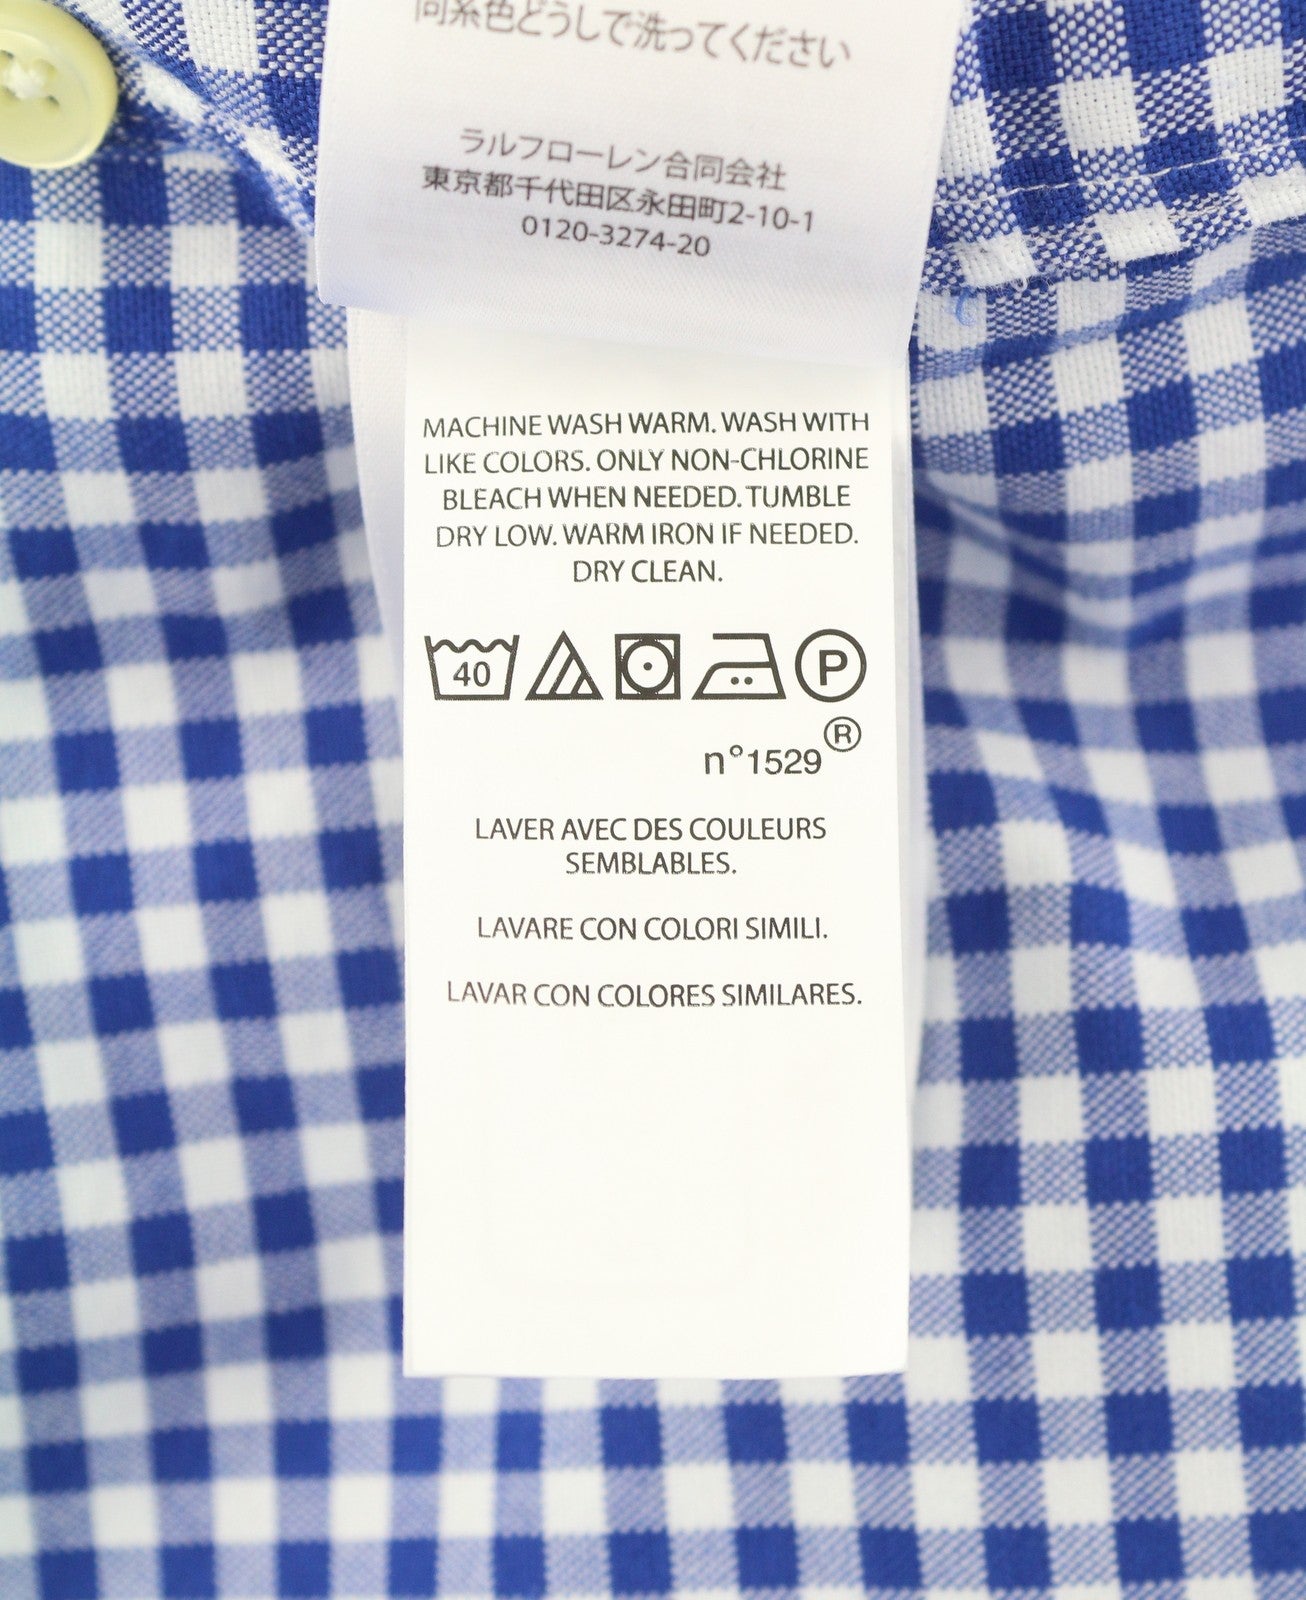 同系色どうしで洗ってください
ラルフローレン合同会社
東京都千代田区永田町2-10-1
0120-3274-20
MACHINE WASH WARM. WASH WITH
LIKE COLORS. ONLY NON-CHLORINE
BLEACH WHEN NEEDED. TUMBLE
DRY LOW. WARM IRON IF NEEDED.
DRY CLEAN.
40 P
n°1529®
LAVER AVEC DES COULEURS
SEMBLABLES.
LAVARE CON COLORI SIMILI.
LAVAR CON COLORES SIMILARES.